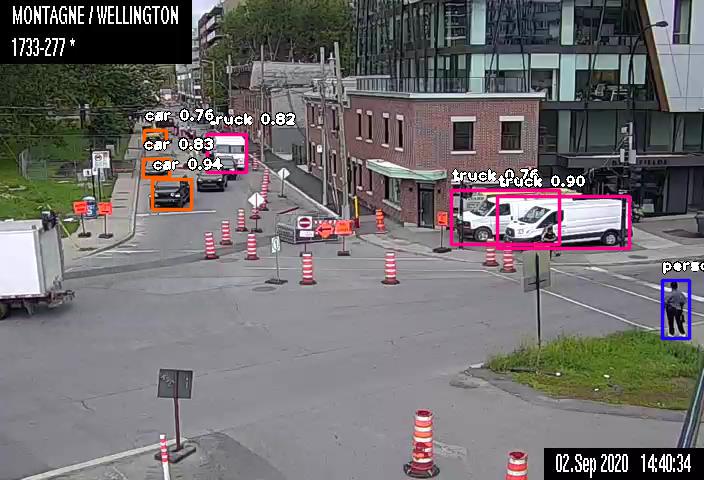 MONTAGNE / WELLINGTON
1733-277 *
car 0.76
truck 0.82
car 0.83
car 0.94
truck 0.76
truck 0.90
perso
02.Sep 2020 14:40:34